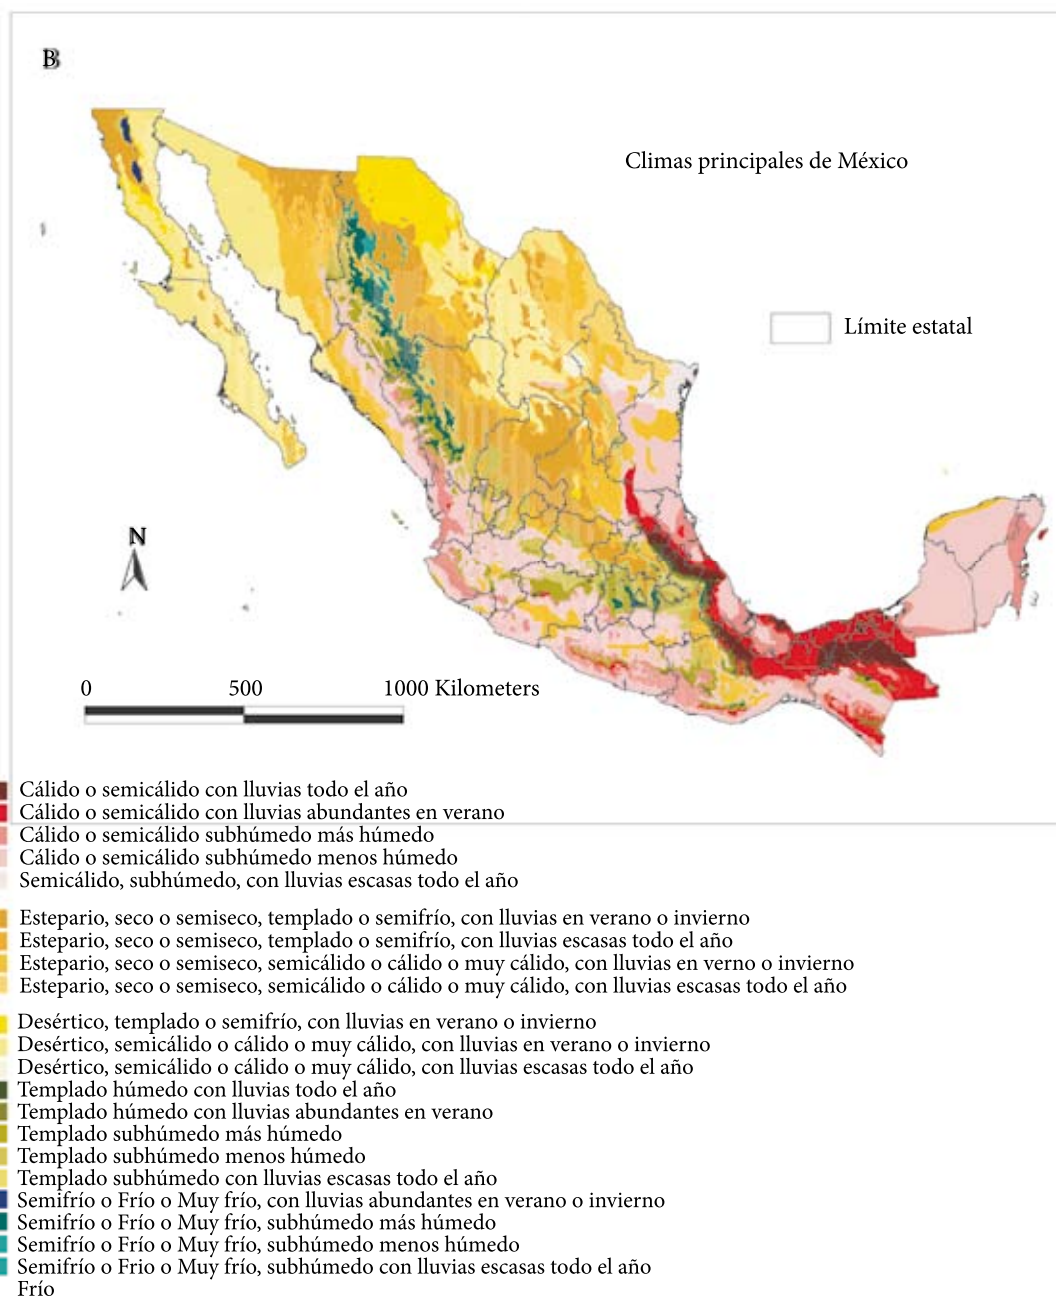 B
Climas principales de México
Límite estatal
N
0 500 1000 Kilometers
Cálido o semicálido con lluvias todo el año
Cálido o semicálido con lluvias abundantes en verano
Cálido o semicálido subhúmedo más húmedo
Cálido o semicálido subhúmedo menos húmedo
Semicálido, subhúmedo, con lluvias escasas todo el año
Estepario, seco o semiseco, templado o semifrío, con lluvias en verano o invierno
Estepario, seco o semiseco, templado o semifrío, con lluvias escasas todo el año
Estepario, seco o semiseco, semicálido o cálido o muy cálido, con lluvias en verno o invierno
Estepario, seco o semiseco, semicálido o cálido o muy cálido, con lluvias escasas todo el año
Desértico, templado o semifrío, con lluvias en verano o invierno
Desértico, semicálido o cálido o muy cálido, con lluvias en verano o invierno
Desértico, semicálido o cálido o muy cálido, con lluvias escasas todo el año
Templado húmedo con lluvias todo el año
Templado húmedo con lluvias abundantes en verano
Templado subhúmedo más húmedo
Templado subhúmedo menos húmedo
Templado subhúmedo con lluvias escasas todo el año
Semifrío o Frío o Muy frío, con lluvias abundantes en verano o invierno
Semifrío o Frío o Muy frío, subhúmedo más húmedo
Semifrío o Frío o Muy frío, subhúmedo menos húmedo
Semifrío o Frio o Muy frío, subhúmedo con lluvias escasas todo el año
Frío